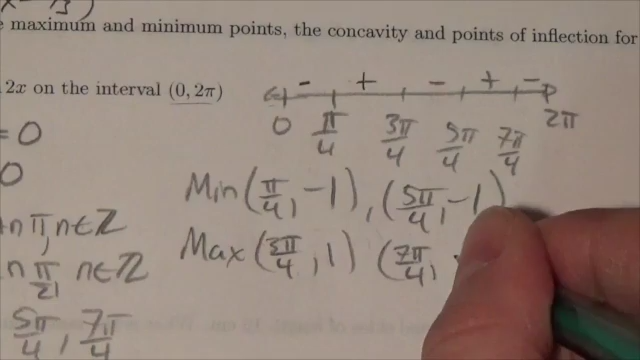 e maximum and minimum points, the concavity and points of inflection for
2x on the interval (0, 2π)
- + - + -
0 π/4 3π/4 5π/4 7π/4 2π
= 0
0
Min (π/4, -1), (5π/4, -1)
+ n π, n ∈ ℤ
Max (3π/4, 1) (7π/4,
n π/2, n ∈ ℤ
5π/4, 7π/4